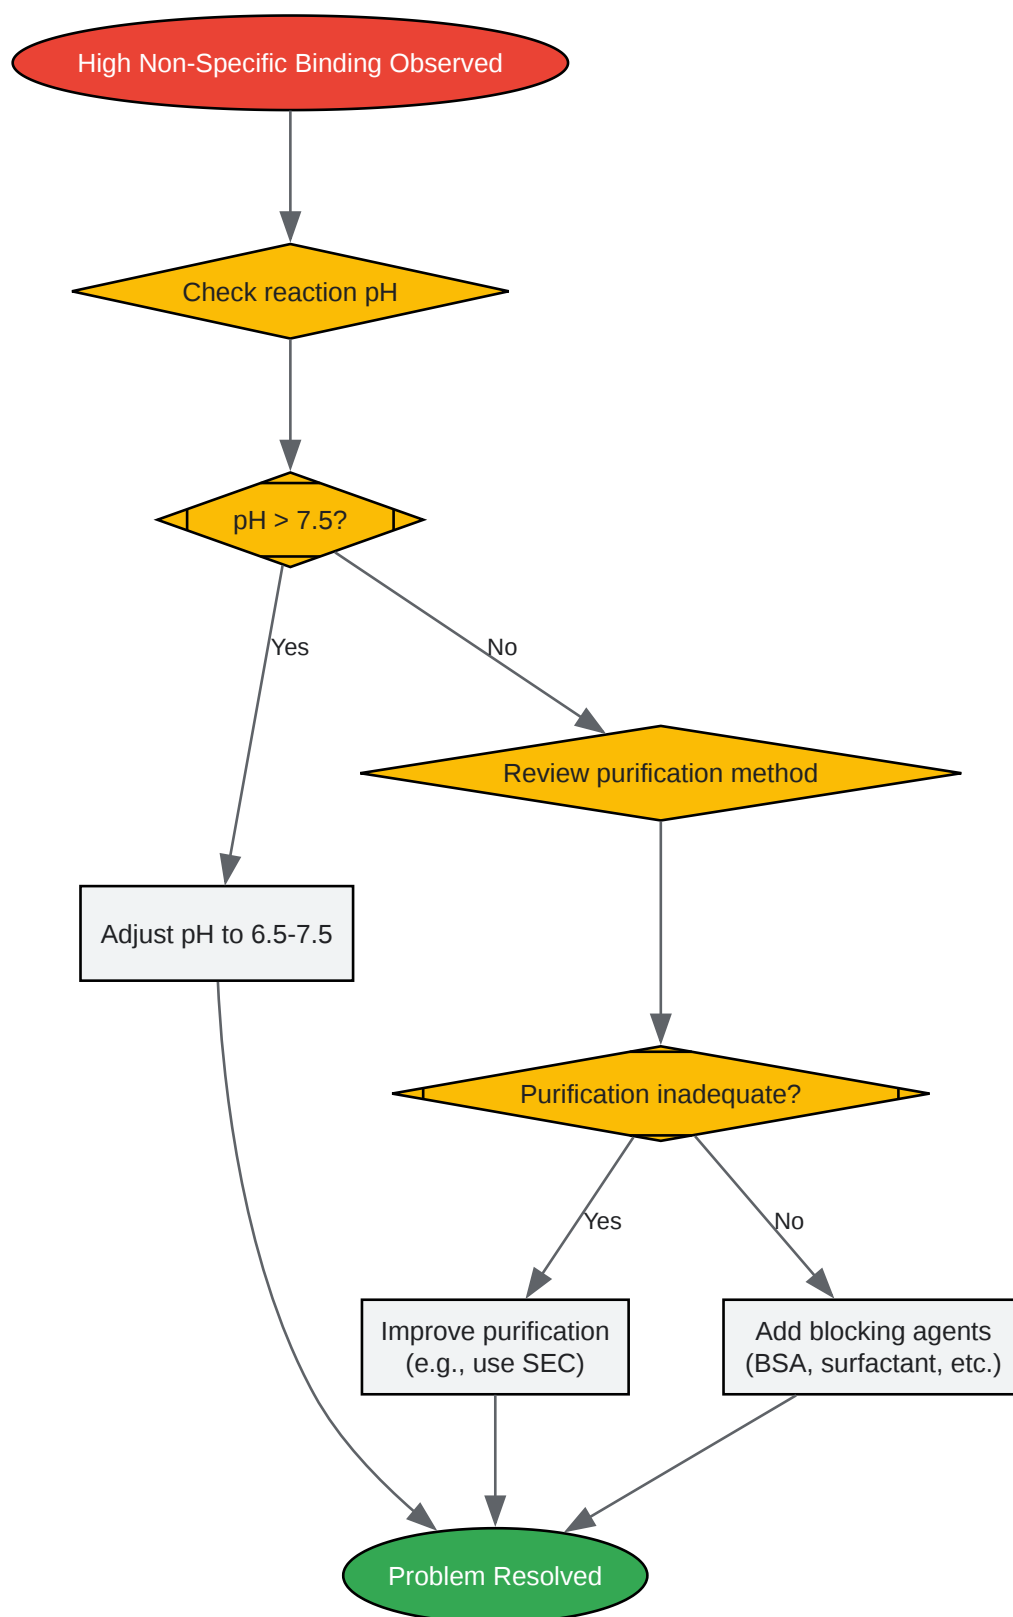 High Non-Specific Binding Observed
Check reaction pH
pH > 7.5?
Yes
No
Review purification method
Adjust pH to 6.5-7.5
Purification inadequate?
Yes
No
Improve purification
(e.g., use SEC)
Add blocking agents
(BSA, surfactant, etc.)
Problem Resolved